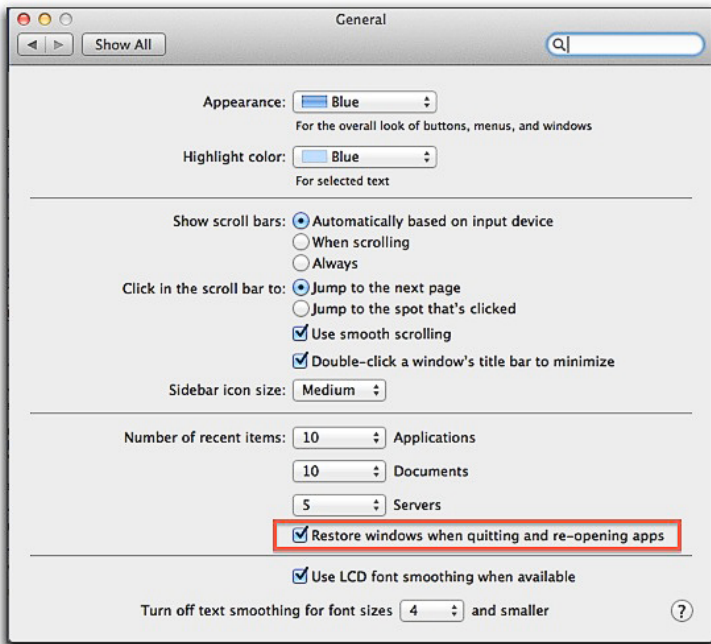 General
Show All
Appearance: Blue
For the overall look of buttons, menus, and windows
Highlight color: Blue
For selected text
Show scroll bars: Automatically based on input device
When scrolling
Always
Click in the scroll bar to: Jump to the next page
Jump to the spot that's clicked
Use smooth scrolling
Double-click a window's title bar to minimize
Sidebar icon size: Medium
Number of recent items: 10 Applications
10 Documents
5 Servers
Restore windows when quitting and re-opening apps
Use LCD font smoothing when available
Turn off text smoothing for font sizes 4 and smaller ?